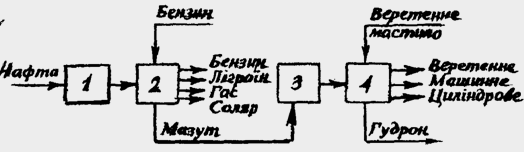 Бензин
Веретенне
мастило
Нафта
1
2
Бензин
Лігроїн
Гас
Соляр
3
4
Веретенне
Машинне
Циліндрове
Мазут
Гудрон